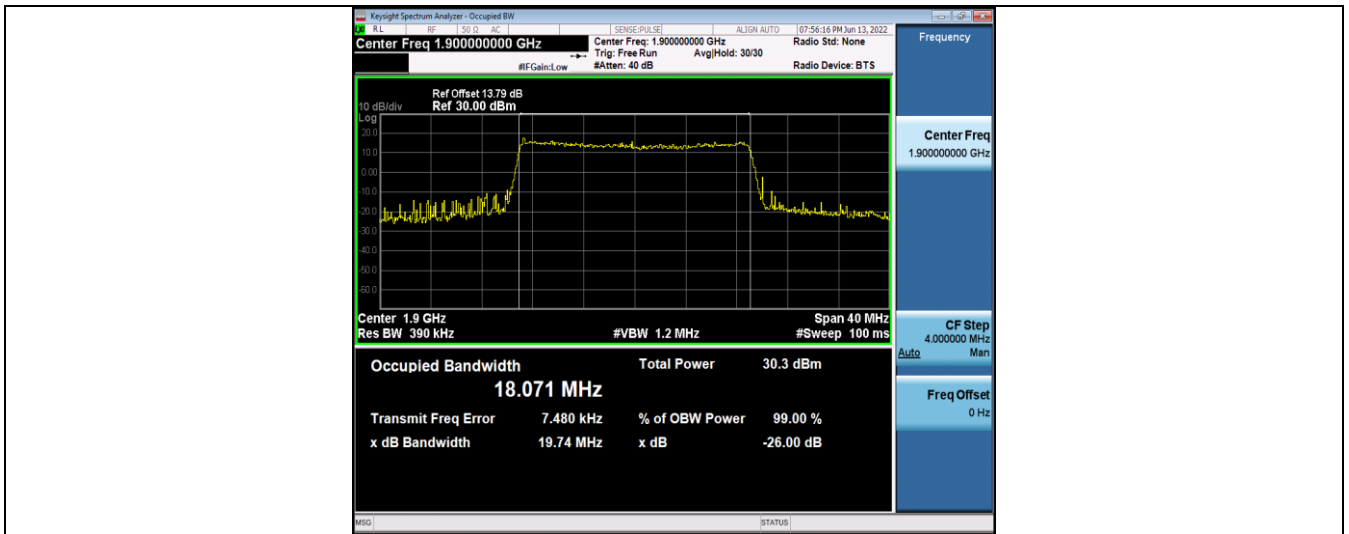 Keysight Spectrum Analyzer - Occupied BW
RL RF 50 Ω AC SENSE:PULSE ALIGN AUTO 07:56:16 PM Jun 13, 2022
Center Freq 1.900000000 GHz
Center Freq: 1.900000000 GHz
Radio Std: None
Trig: Free Run Avg|Hold: 30/30
#IFGain:Low #Atten: 40 dB Radio Device: BTS
Ref Offset 13.79 dB
10 dB/div Ref 30.00 dBm
Log
20.0
10.0
0.00
-10.0
-20.0
-30.0
-40.0
-50.0
-60.0
Center 1.9 GHz Span 40 MHz
Res BW 390 kHz #VBW 1.2 MHz #Sweep 100 ms
Occupied Bandwidth Total Power 30.3 dBm
18.071 MHz
Transmit Freq Error 7.480 kHz % of OBW Power 99.00 %
x dB Bandwidth 19.74 MHz x dB -26.00 dB
MSG STATUS
Frequency
Center Freq
1.900000000 GHz
CF Step
4.000000 MHz
Auto Man
Freq Offset
0 Hz